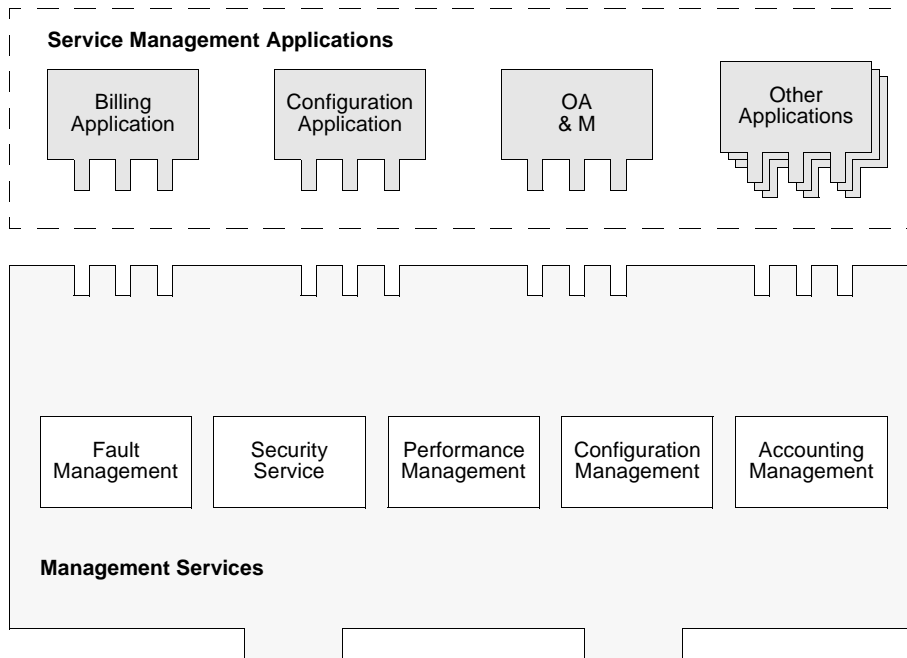 Service Management Applications
Billing
Application
Configuration
Application
OA
& M
Other
Applications
Fault
Management
Security
Service
Performance
Management
Configuration
Management
Accounting
Management
Management Services